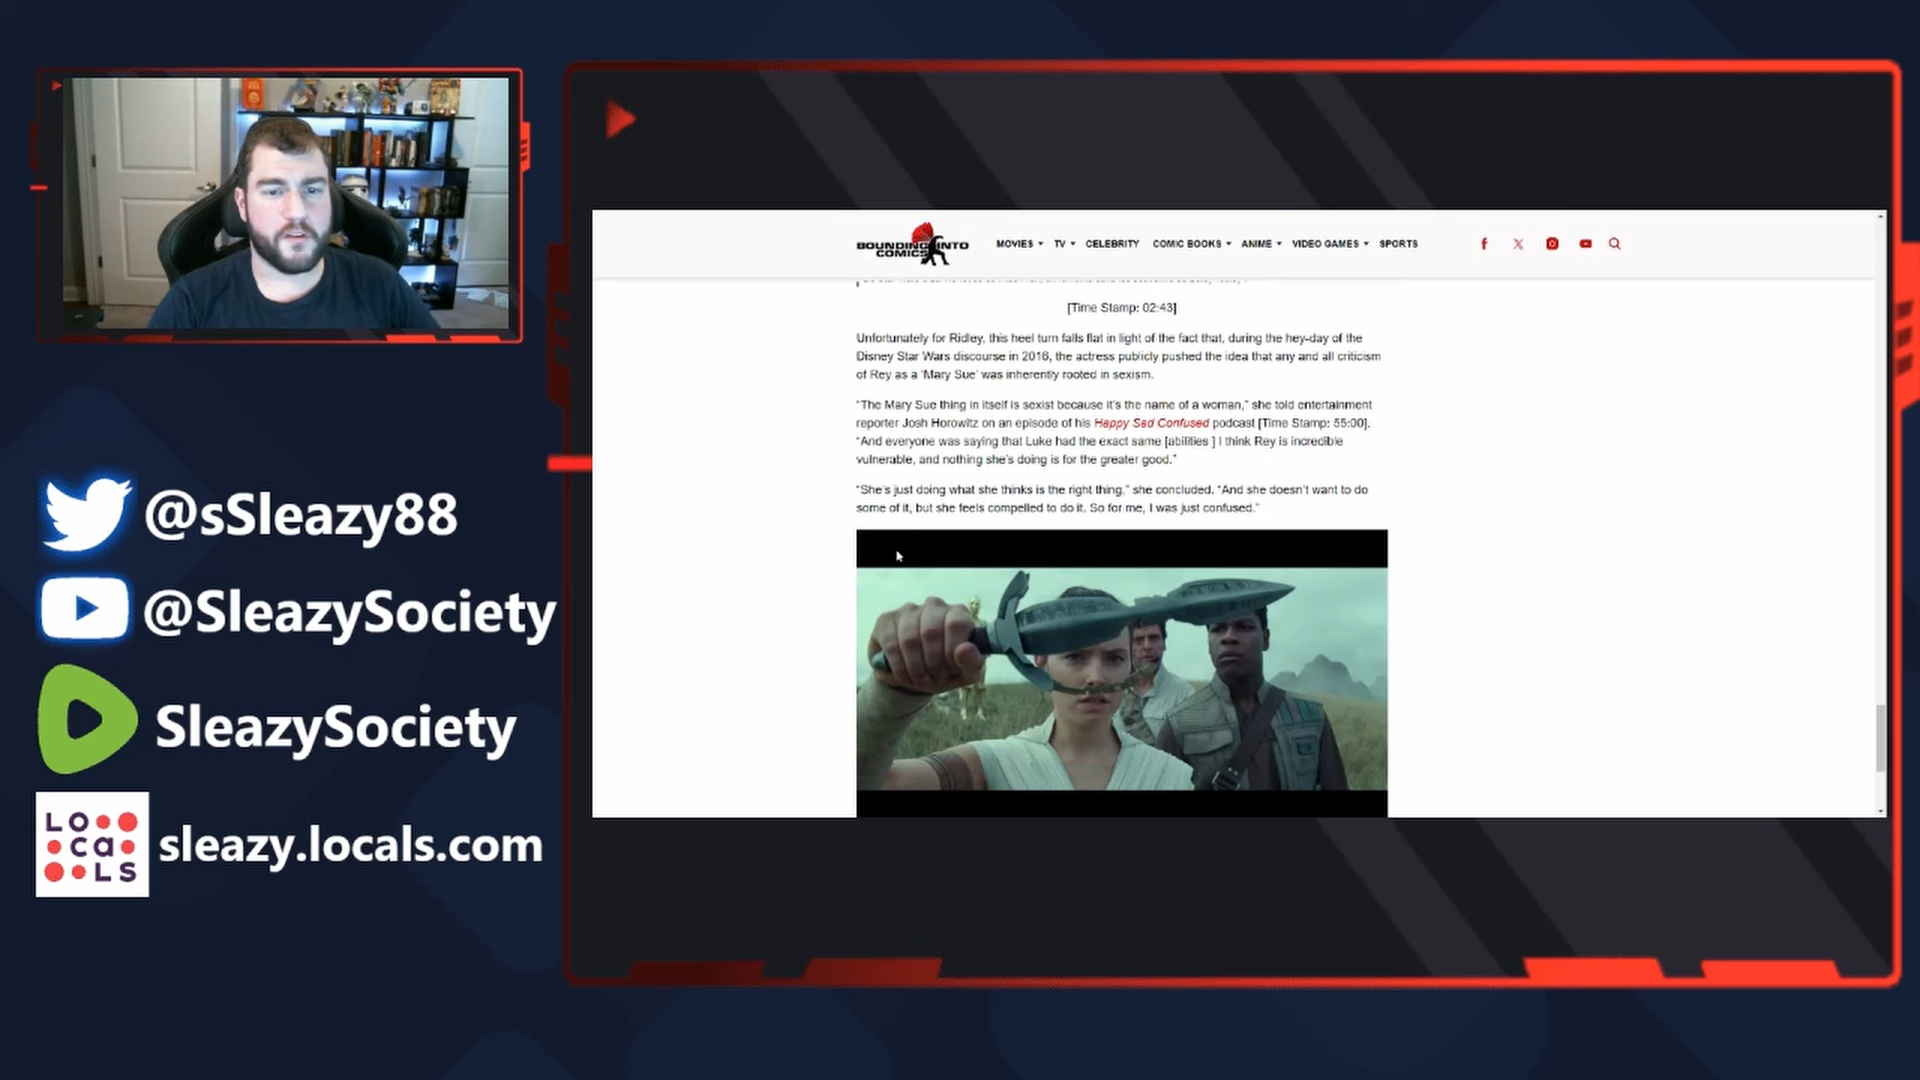 BOUNDING INTO
COMICS
MOVIES TV CELEBRITY COMIC BOOKS ANIME VIDEO GAMES SPORTS
[Time Stamp: 02:43]
Unfortunately for Ridley, this heel turn falls flat in light of the fact that, during the hey-day of the
Disney Star Wars discourse in 2016, the actress publicly pushed the idea that any and all criticism
of Rey as a 'Mary Sue' was inherently rooted in sexism.
“The Mary Sue thing in itself is sexist because it's the name of a woman,” she told entertainment
reporter Josh Horowitz on an episode of his Happy Sad Confused podcast [Time Stamp: 55:00].
“And everyone was saying that Luke had the exact same [abilities ] I think Rey is incredible
vulnerable, and nothing she's doing is for the greater good.”
“She's just doing what she thinks is the right thing,” she concluded. “And she doesn't want to do
some of it, but she feels compelled to do it. So for me, I was just confused.”
@sSleazy88
@SleazySociety
SleazySociety
LOcaLS
sleazy.locals.com